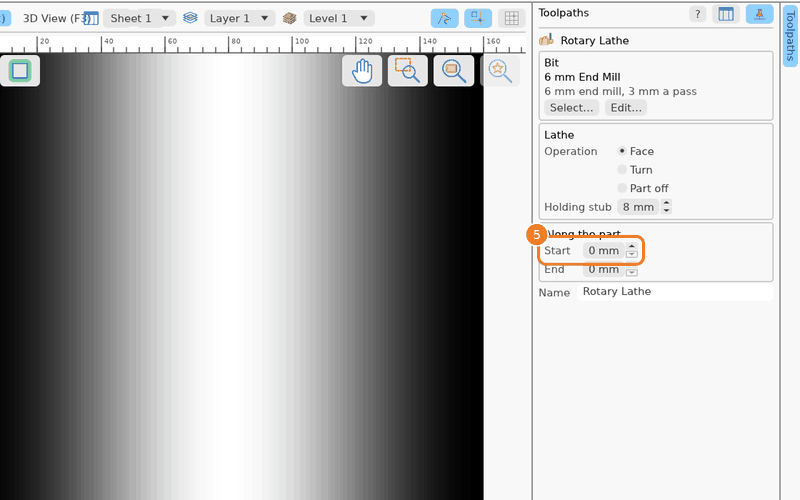 3D View (F3)
Sheet 1
Layer 1
Level 1
20
40
60
80
100
120
140
160
Toolpaths
?
Toolpaths
Rotary Lathe
Bit
6 mm End Mill
6 mm end mill, 3 mm a pass
Select...
Edit...
Lathe
Operation
Face
Turn
Part off
Holding stub
8 mm
Along the part
5
Start
0 mm
End
0 mm
Name
Rotary Lathe